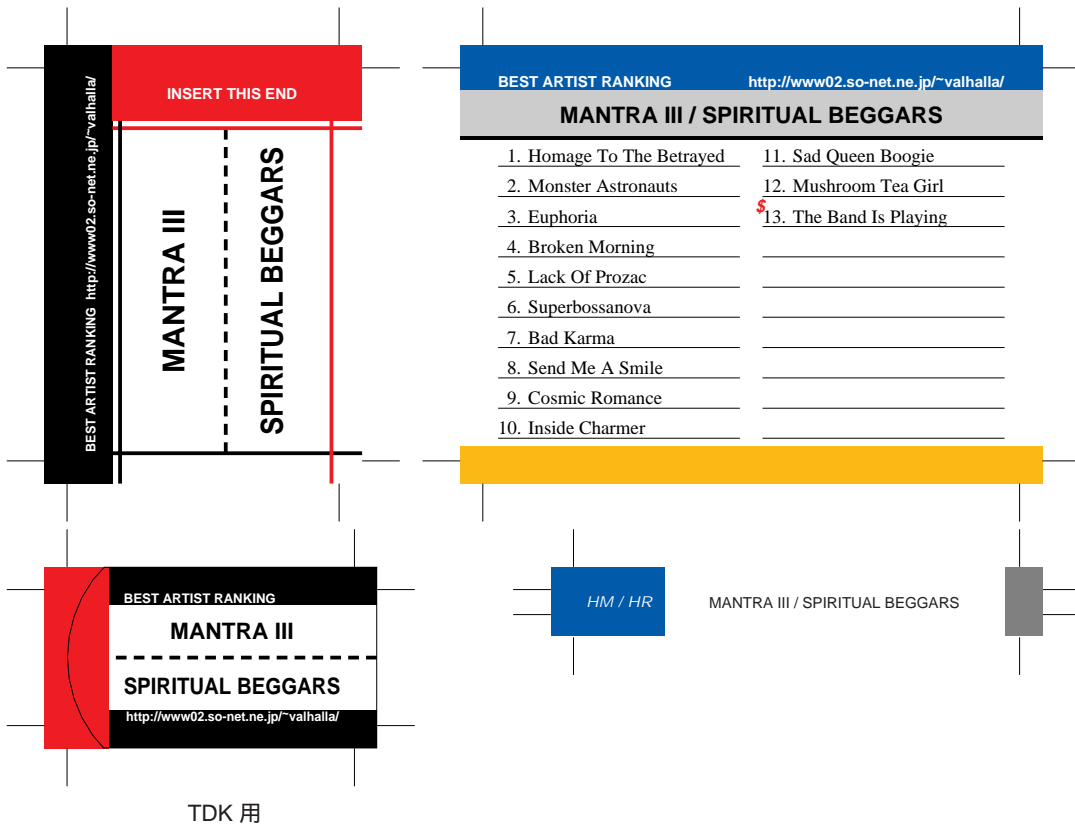 BEST ARTIST RANKING http://www02.so-net.ne.jp/~valhalla/
INSERT THIS END
MANTRA III
SPIRITUAL BEGGARS
BEST ARTIST RANKING http://www02.so-net.ne.jp/~valhalla/
MANTRA III / SPIRITUAL BEGGARS
1. Homage To The Betrayed
2. Monster Astronauts
3. Euphoria
4. Broken Morning
5. Lack Of Prozac
6. Superbossanova
7. Bad Karma
8. Send Me A Smile
9. Cosmic Romance
10. Inside Charmer
11. Sad Queen Boogie
12. Mushroom Tea Girl
$
13. The Band Is Playing
BEST ARTIST RANKING
MANTRA III
SPIRITUAL BEGGARS
http://www02.so-net.ne.jp/~valhalla/
TDK 用
HM / HR
MANTRA III / SPIRITUAL BEGGARS